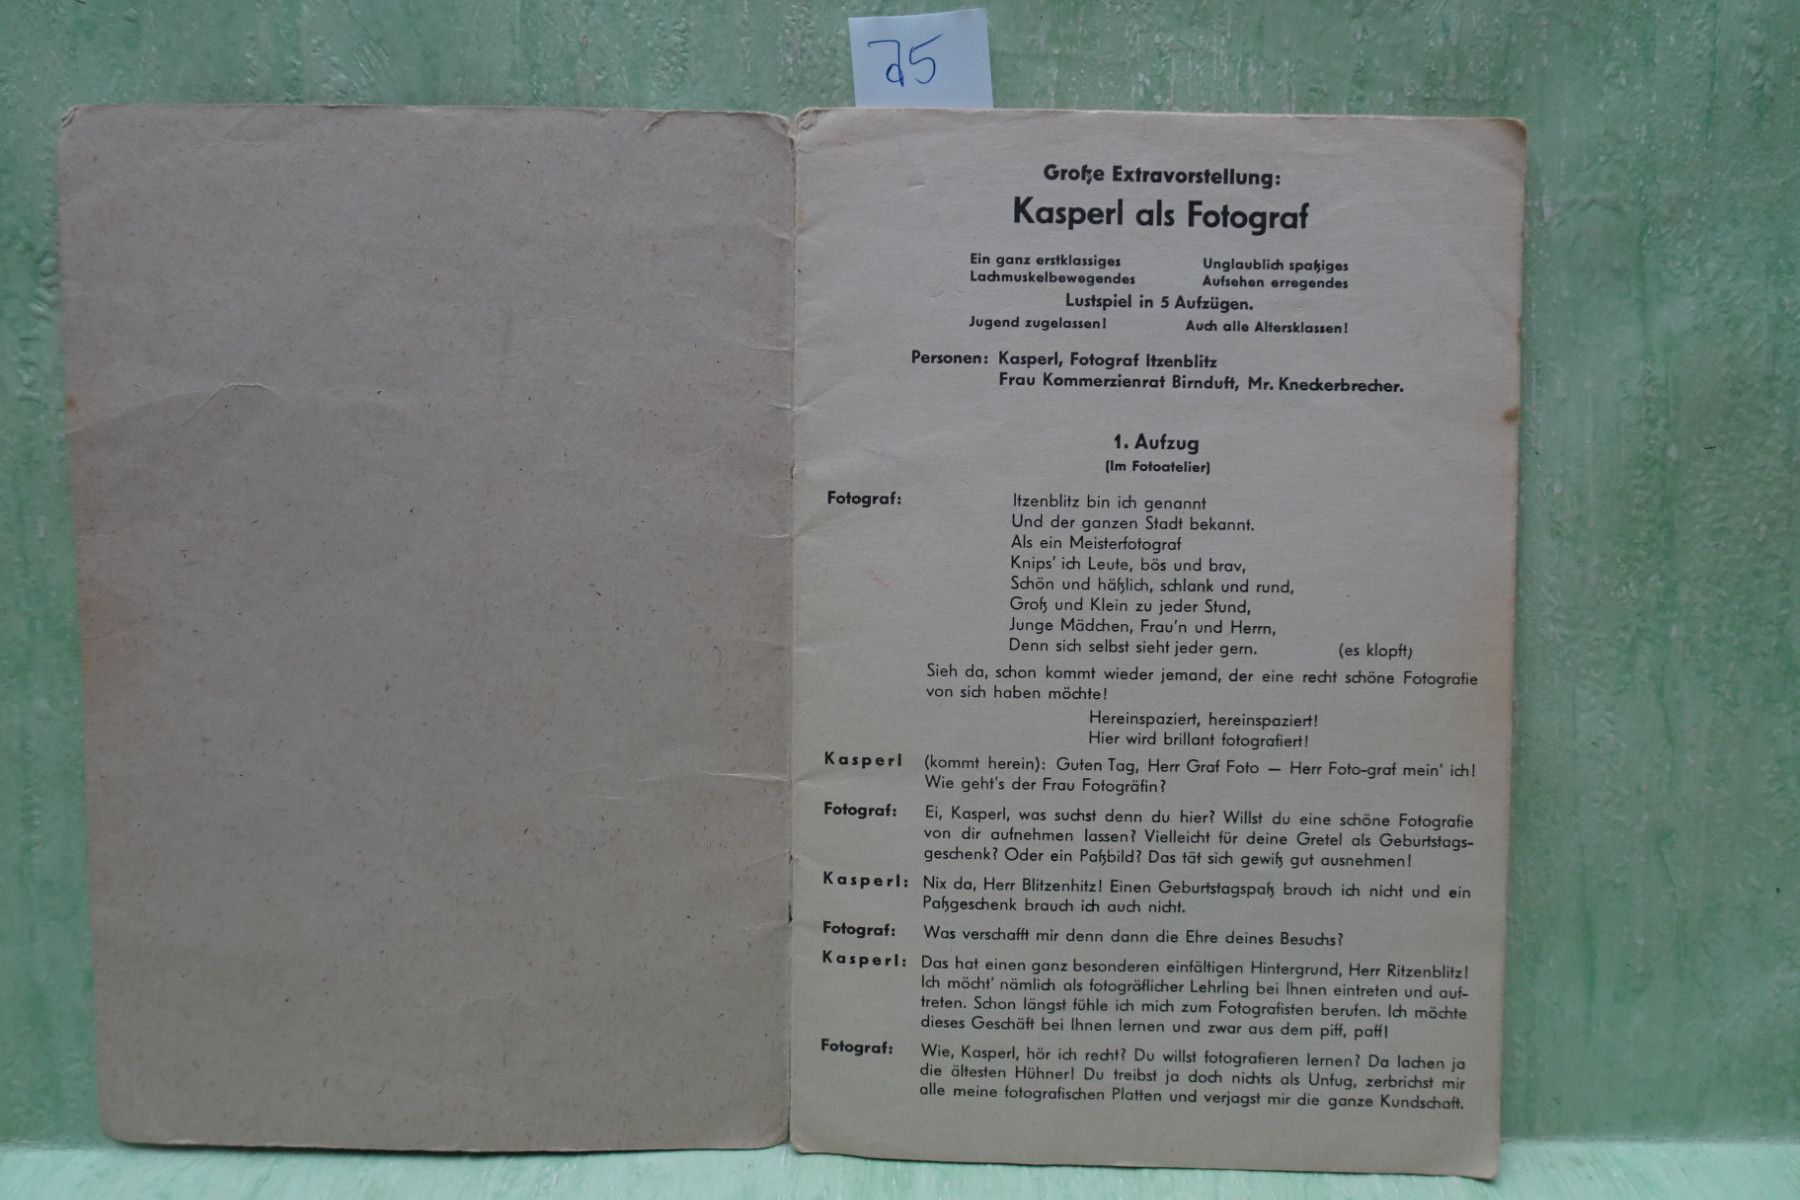 75
Große Extravorstellung:
Kasperl als Fotograf
Ein ganz erstklassiges Unglaublich spaßiges
Lachmuskelbewegendes Aufsehen erregendes
Lustspiel in 5 Aufzügen.
Jugend zugelassen! Auch alle Altersklassen!
Personen: Kasperl, Fotograf Itzenblitz
Frau Kommerzienrat Birnduft, Mr. Kneckerbrecher.
1. Aufzug
(Im Fotoatelier)
Fotograf: Itzenblitz bin ich genannt
Und der ganzen Stadt bekannt.
Als ein Meisterfotograf
Knips' ich Leute, bös und brav,
Schön und häßlich, schlank und rund,
Groß und Klein zu jeder Stund,
Junge Mädchen, Frau'n und Herrn,
Denn sich selbst sieht jeder gern. (es klopft)
Sieh da, schon kommt wieder jemand, der eine recht schöne Fotografie
von sich haben möchte!
Hereinspaziert, hereinspaziert!
Hier wird brillant fotografiert!
Kasperl (kommt herein): Guten Tag, Herr Graf Foto — Herr Foto-graf mein' ich!
Wie geht's der Frau Fotogräfin?
Fotograf: Ei, Kasperl, was suchst denn du hier? Willst du eine schöne Fotografie
von dir aufnehmen lassen? Vielleicht für deine Gretel als Geburtstags-
geschenk? Oder ein Paßbild? Das tät sich gewiß gut ausnehmen!
Kasperl: Nix da, Herr Blitzenhitz! Einen Geburtstagspaß brauch ich nicht und ein
Paßgeschenk brauch ich auch nicht.
Fotograf: Was verschafft mir denn dann die Ehre deines Besuchs?
Kasperl: Das hat einen ganz besonderen einfältigen Hintergrund, Herr Ritzenblitz!
Ich möcht' nämlich als fotogräflicher Lehrling bei Ihnen eintreten und auf-
treten. Schon längst fühle ich mich zum Fotografisten berufen. Ich möchte
dieses Geschäft bei Ihnen lernen und zwar aus dem piff, paff!
Fotograf: Wie, Kasperl, hör ich recht? Du willst fotografieren lernen? Da lachen ja
die ältesten Hühner! Du treibst ja doch nichts als Unfug, zerbrichst mir
alle meine fotografischen Platten und verjagst mir die ganze Kundschaft.